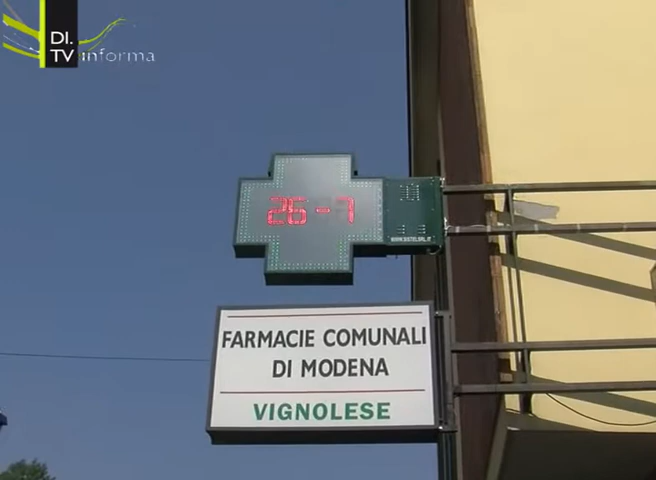 DI.
TV informa
26-7
FARMACIE COMUNALI
DI MODENA
VIGNOLESE